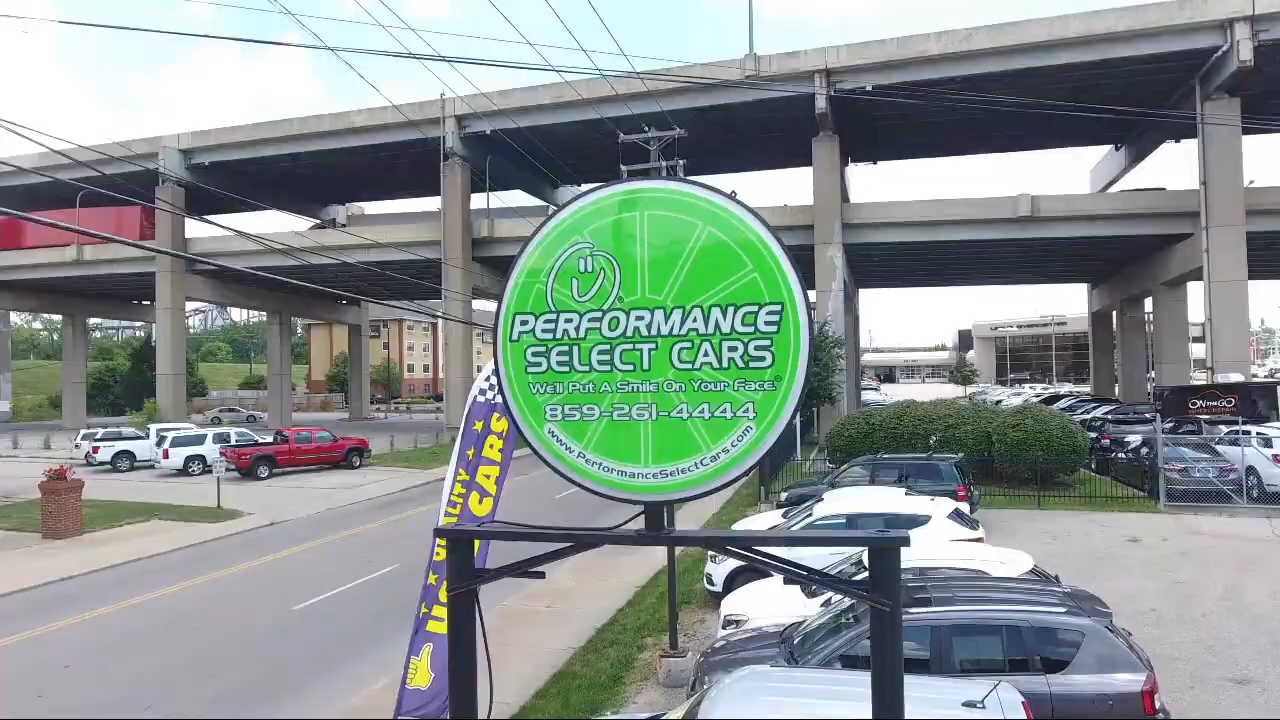 PERFORMANCE
SELECT CARS
We'll Put A Smile On Your Face®
859-261-4444
www.PerformanceSelectCars.com
CARS
ON THE GO